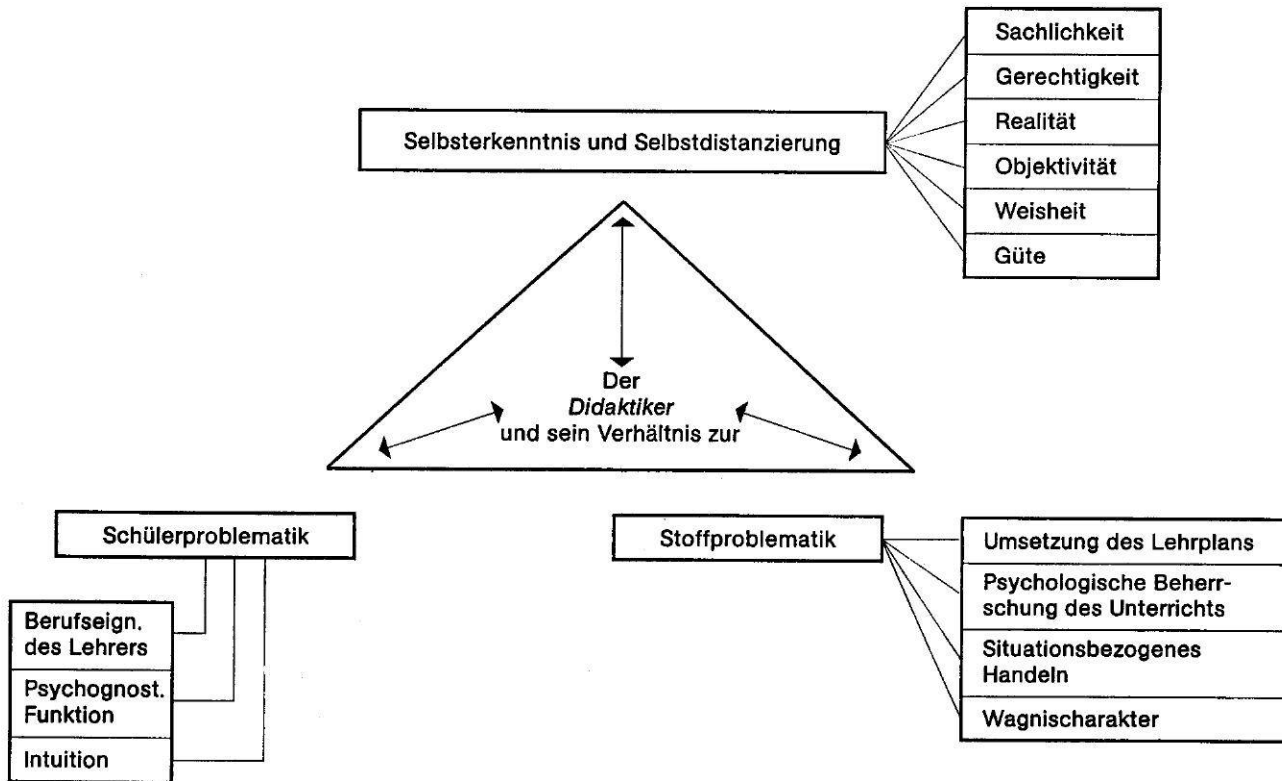 Selbsterkenntnis und Selbstdistanzierung
Sachlichkeit
Gerechtigkeit
Realität
Objektivität
Weisheit
Güte
Der
Didaktiker
und sein Verhältnis zur
Schülerproblematik
Berufseign.
des Lehrers
Psychognost.
Funktion
Intuition
Stoffproblematik
Umsetzung des Lehrplans
Psychologische Beherr-
schung des Unterrichts
Situationsbezogenes
Handeln
Wagnischarakter